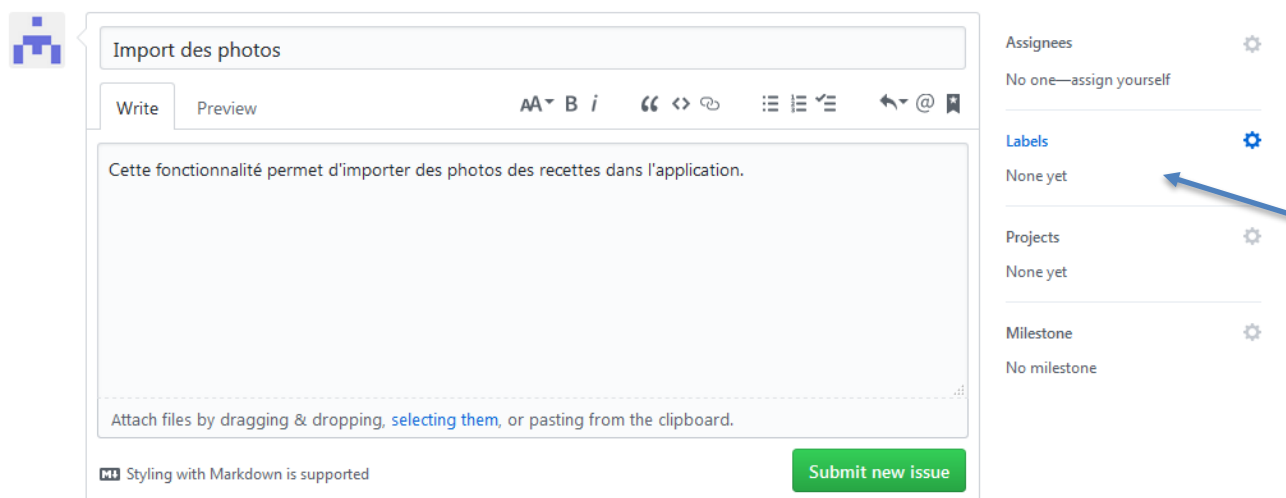 Import des photos
Write
Preview
AA B i
Cette fonctionnalité permet d'importer des photos des recettes dans l'application.
Attach files by dragging & dropping, selecting them, or pasting from the clipboard.
Styling with Markdown is supported
Submit new issue
Assignees
No one—assign yourself
Labels
None yet
Projects
None yet
Milestone
No milestone